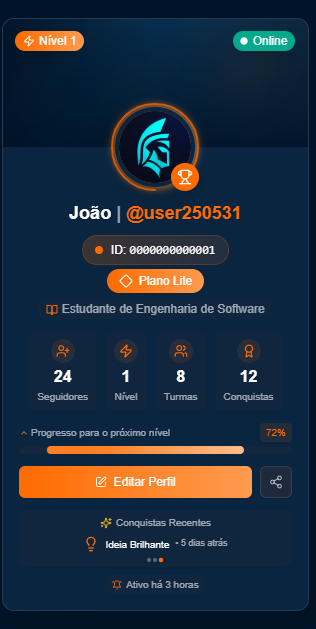 Nível 1
Online
João | @user250531
ID: 0000000000001
Plano Lite
Estudante de Engenharia de Software
24 1 8 12
Seguidores Nível Turmas Conquistas
Progresso para o próximo nível 72%
Editar Perfil
Conquistas Recentes
Ideia Brilhante • 5 dias atrás
Ativo há 3 horas